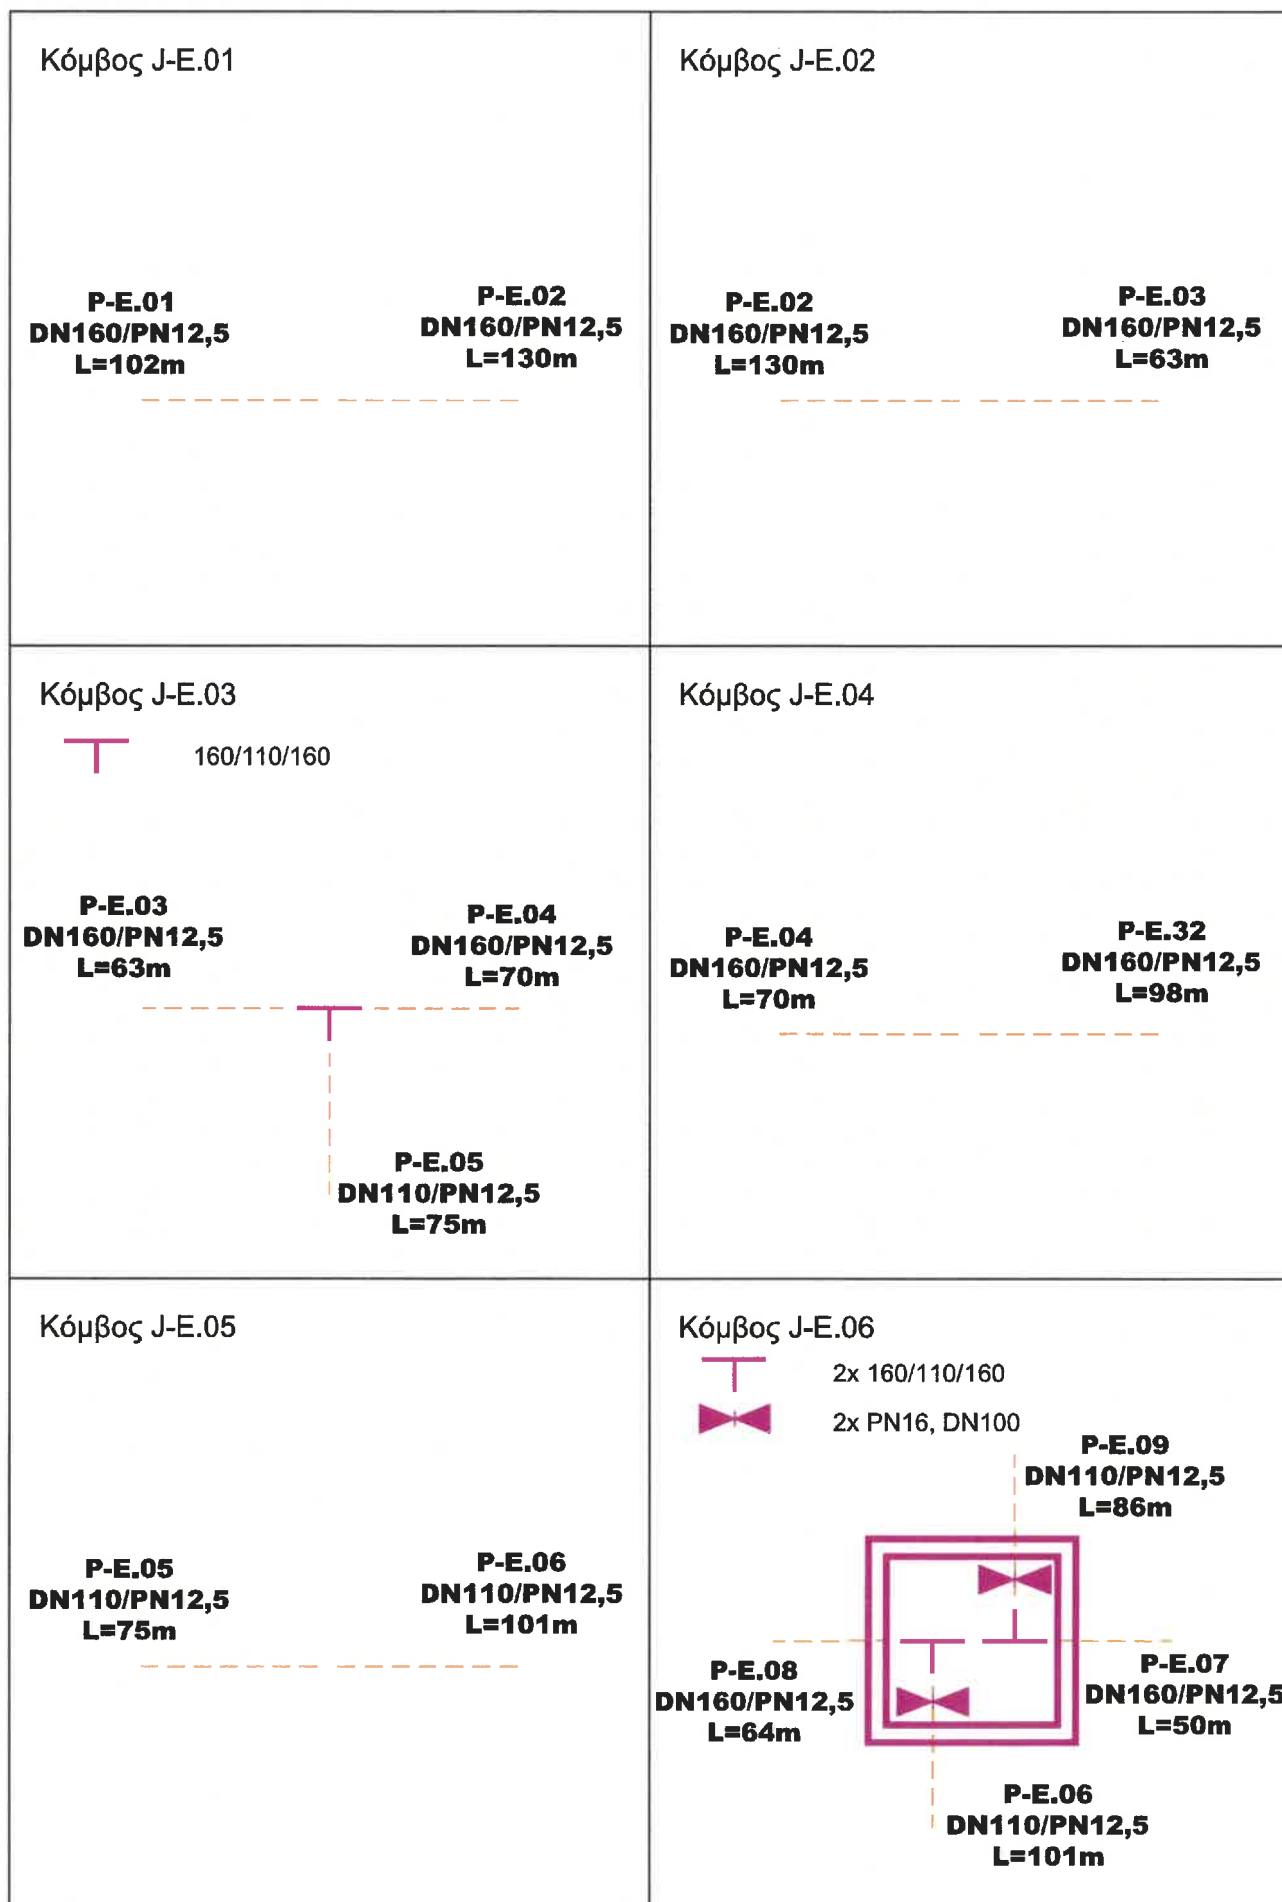 Κόμβος J-E.01
P-E.01
DN160/PN12,5
L=102m
P-E.02
DN160/PN12,5
L=130m
Κόμβος J-E.02
P-E.02
DN160/PN12,5
L=130m
P-E.03
DN160/PN12,5
L=63m
Κόμβος J-E.03
160/110/160
P-E.03
DN160/PN12,5
L=63m
P-E.04
DN160/PN12,5
L=70m
P-E.05
DN110/PN12,5
L=75m
Κόμβος J-E.04
P-E.04
DN160/PN12,5
L=70m
P-E.32
DN160/PN12,5
L=98m
Κόμβος J-E.05
P-E.05
DN110/PN12,5
L=75m
P-E.06
DN110/PN12,5
L=101m
Κόμβος J-E.06
2x 160/110/160
2x PN16, DN100
P-E.09
DN110/PN12,5
L=86m
P-E.08
DN160/PN12,5
L=64m
P-E.07
DN160/PN12,5
L=50m
P-E.06
DN110/PN12,5
L=101m